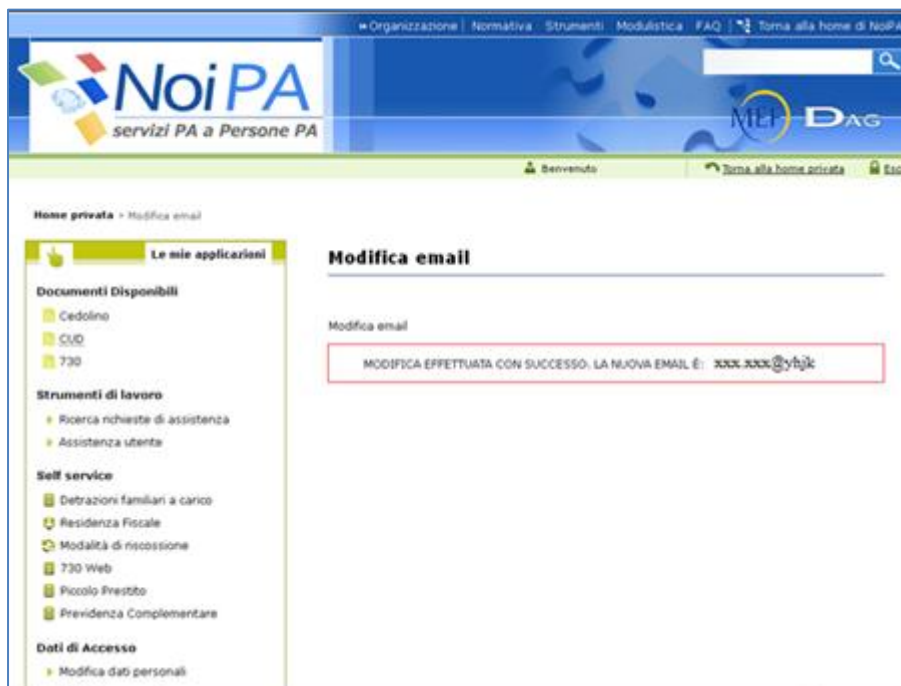 Organizzazione | Normativa Strumenti Modulistica FAQ | Torna alla home di NoiPA
NoiPA
servizi PA a Persone PA
MEF DAG
Benvenuto Torna alla home privata Esc
Home privata Modifica email
Le mie applicazioni
Modifica email
Documenti Disponibili
Cedolino
CUD
730
Modifica email
MODIFICA EFFETTUATA CON SUCCESSO. LA NUOVA EMAIL É: xxx.xxx@yhjk
Strumenti di lavoro
Ricerca richieste di assistenza
Assistenza utente
Self service
Detrazioni familiari a carico
Residenza Fiscale
Modalità di riscossione
730 Web
Piccolo Prestito
Previdenza Complementare
Dati di Accesso
Modifica dati personali